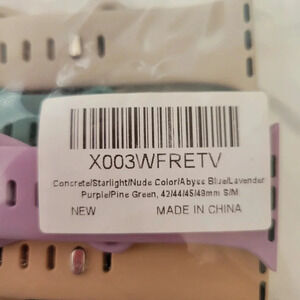 X003WFRETV
Concrete/Starlight/Nude Color/Abyss Blue/Lavender
Purple/Pine Green, 42/44/45/49mm S/M
NEW MADE IN CHINA